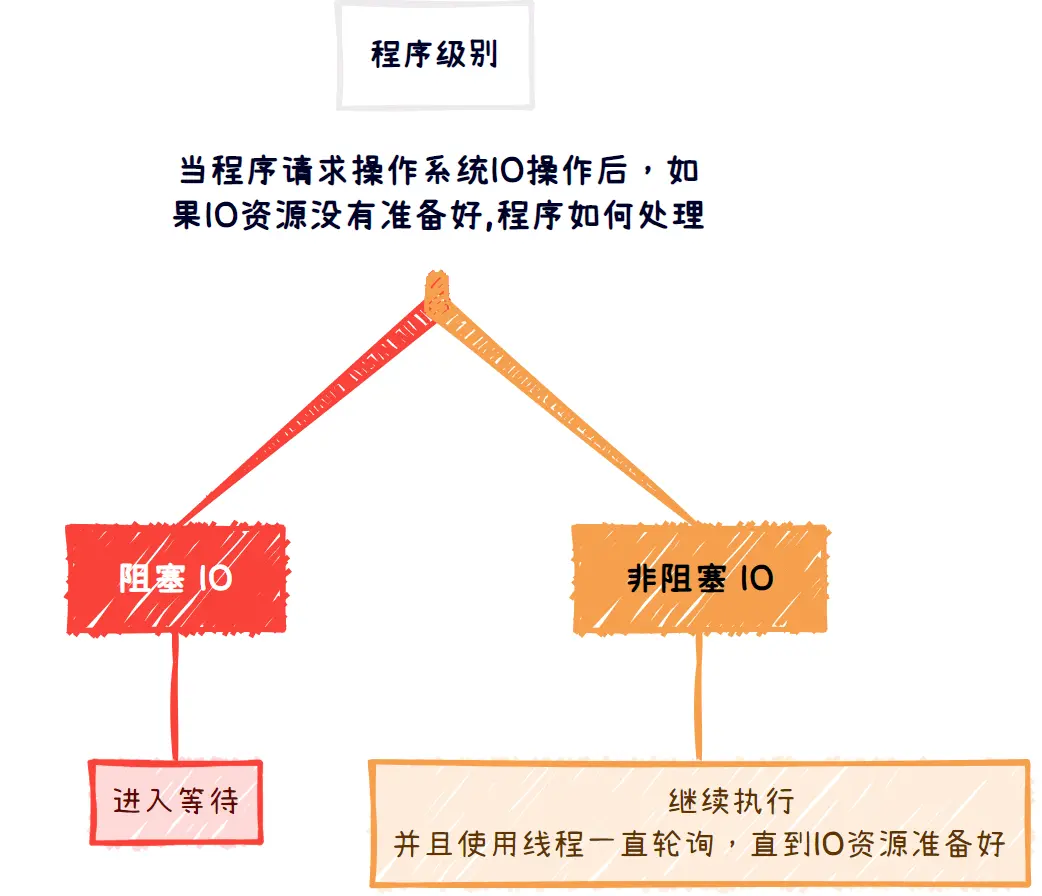 程序级别
当程序请求操作系统IO操作后，如
果IO资源没有准备好,程序如何处理
阻塞 IO
非阻塞 IO
进入等待
继续执行
并且使用线程一直轮询，直到IO资源准备好